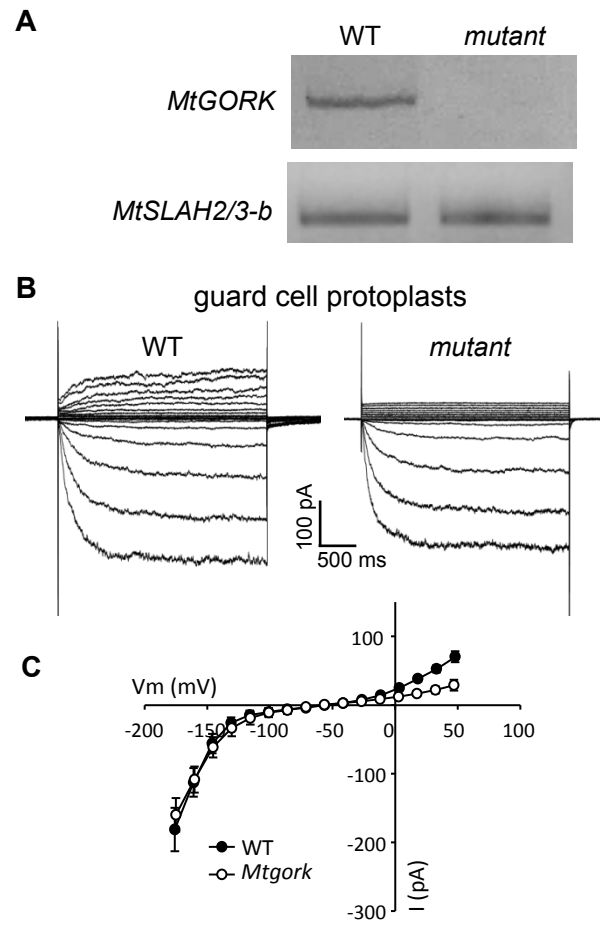 A
WT mutant
MtGORK
MtSLAH2/3-b
B
guard cell protoplasts
WT mutant
100 pA
500 ms
C
Vm (mV)
100
-200 -150 -100 -50 0 50 100
-100
-200
-300
WT
Mtgork
I (pA)